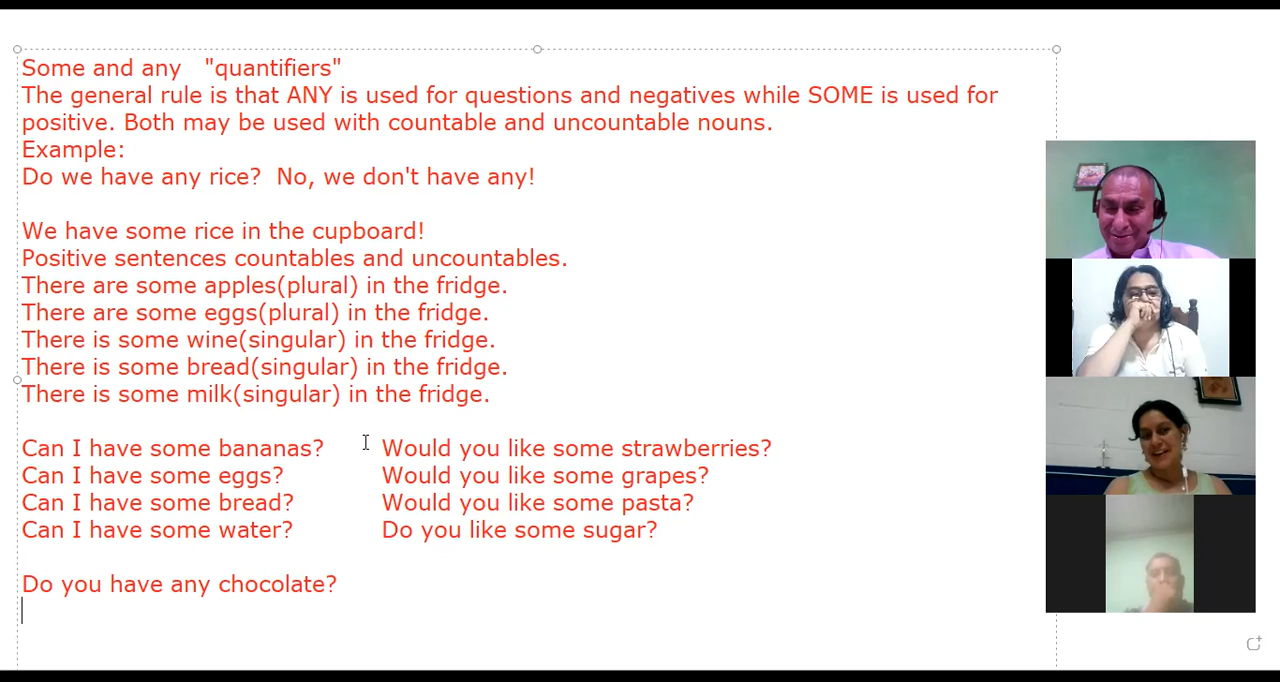 Some and any   "quantifiers"
The general rule is that ANY is used for questions and negatives while SOME is used for
positive. Both may be used with countable and uncountable nouns.
Example:
Do we have any rice?  No, we don't have any!
We have some rice in the cupboard!
Positive sentences countables and uncountables.
There are some apples(plural) in the fridge.
There are some eggs(plural) in the fridge.
There is some wine(singular) in the fridge.
There is some bread(singular) in the fridge.
There is some milk(singular) in the fridge.
Can I have some bananas?   Would you like some strawberries?
Can I have some eggs?   Would you like some grapes?
Can I have some bread?   Would you like some pasta?
Can I have some water?   Do you like some sugar?
Do you have any chocolate?